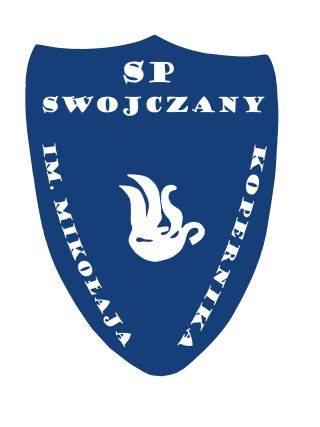 SP
SWOJCZANY
IM. MIKOŁAJA
KOPERNIKA